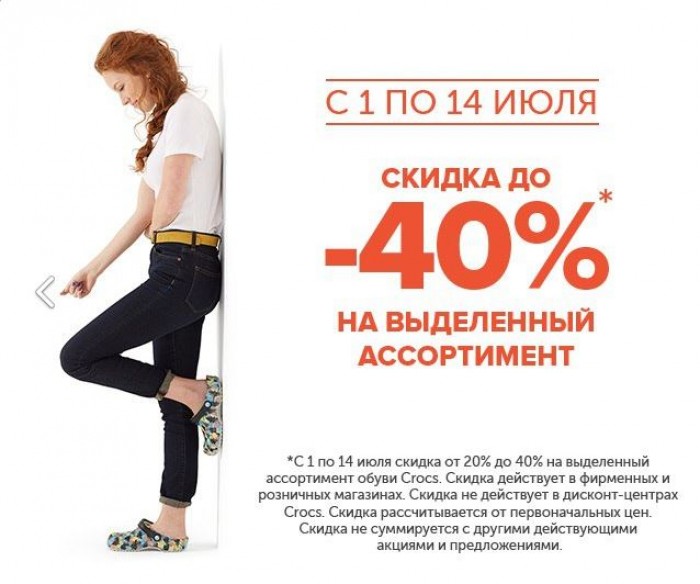 С 1 ПО 14 ИЮЛЯ
СКИДКА ДО
-40%*
НА ВЫДЕЛЕННЫЙ
АССОРТИМЕНТ
*С 1 по 14 июля скидка от 20% до 40% на выделенный
ассортимент обуви Crocs. Скидка действует в фирменных и
розничных магазинах. Скидка не действует в дисконт-центрах
Crocs. Скидка рассчитывается от первоначальных цен.
Скидка не суммируется с другими действующими
акциями и предложениями.